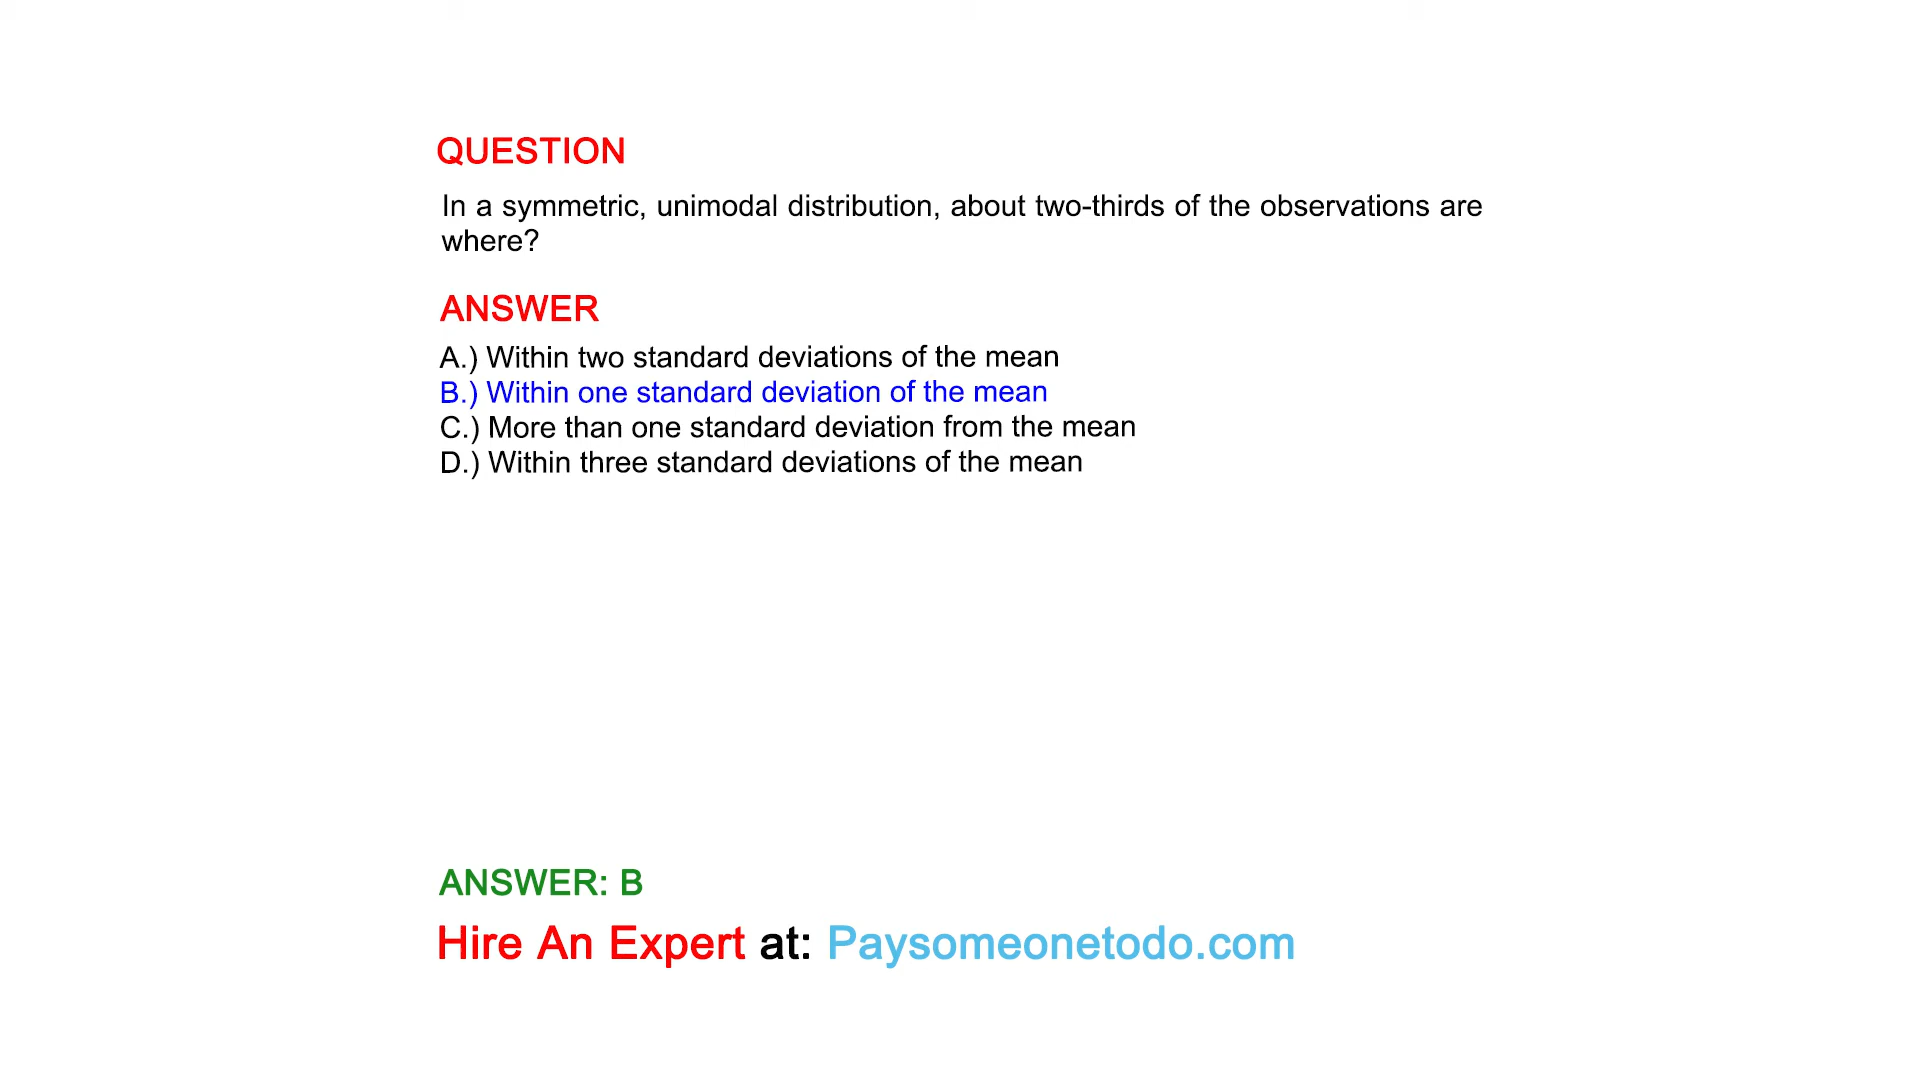 QUESTION
In a symmetric, unimodal distribution, about two-thirds of the observations are
where?
ANSWER
A.) Within two standard deviations of the mean
B.) Within one standard deviation of the mean
C.) More than one standard deviation from the mean
D.) Within three standard deviations of the mean
ANSWER: B
Hire An Expert at: Paysomeonetodo.com